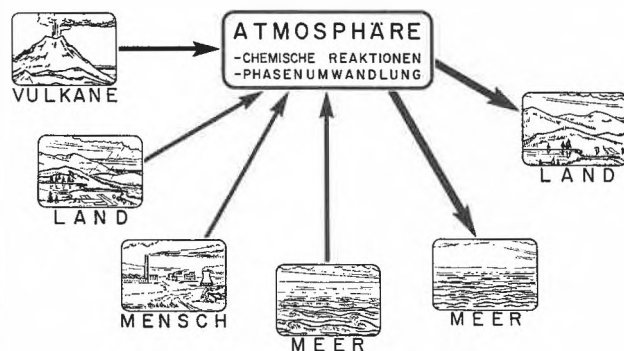 ATMOSPHÄRE
-CHEMISCHE REAKTIONEN
-PHASENUMWANDLUNG
VULKANE
LAND
LAND
MENSCH
MEER
MEER